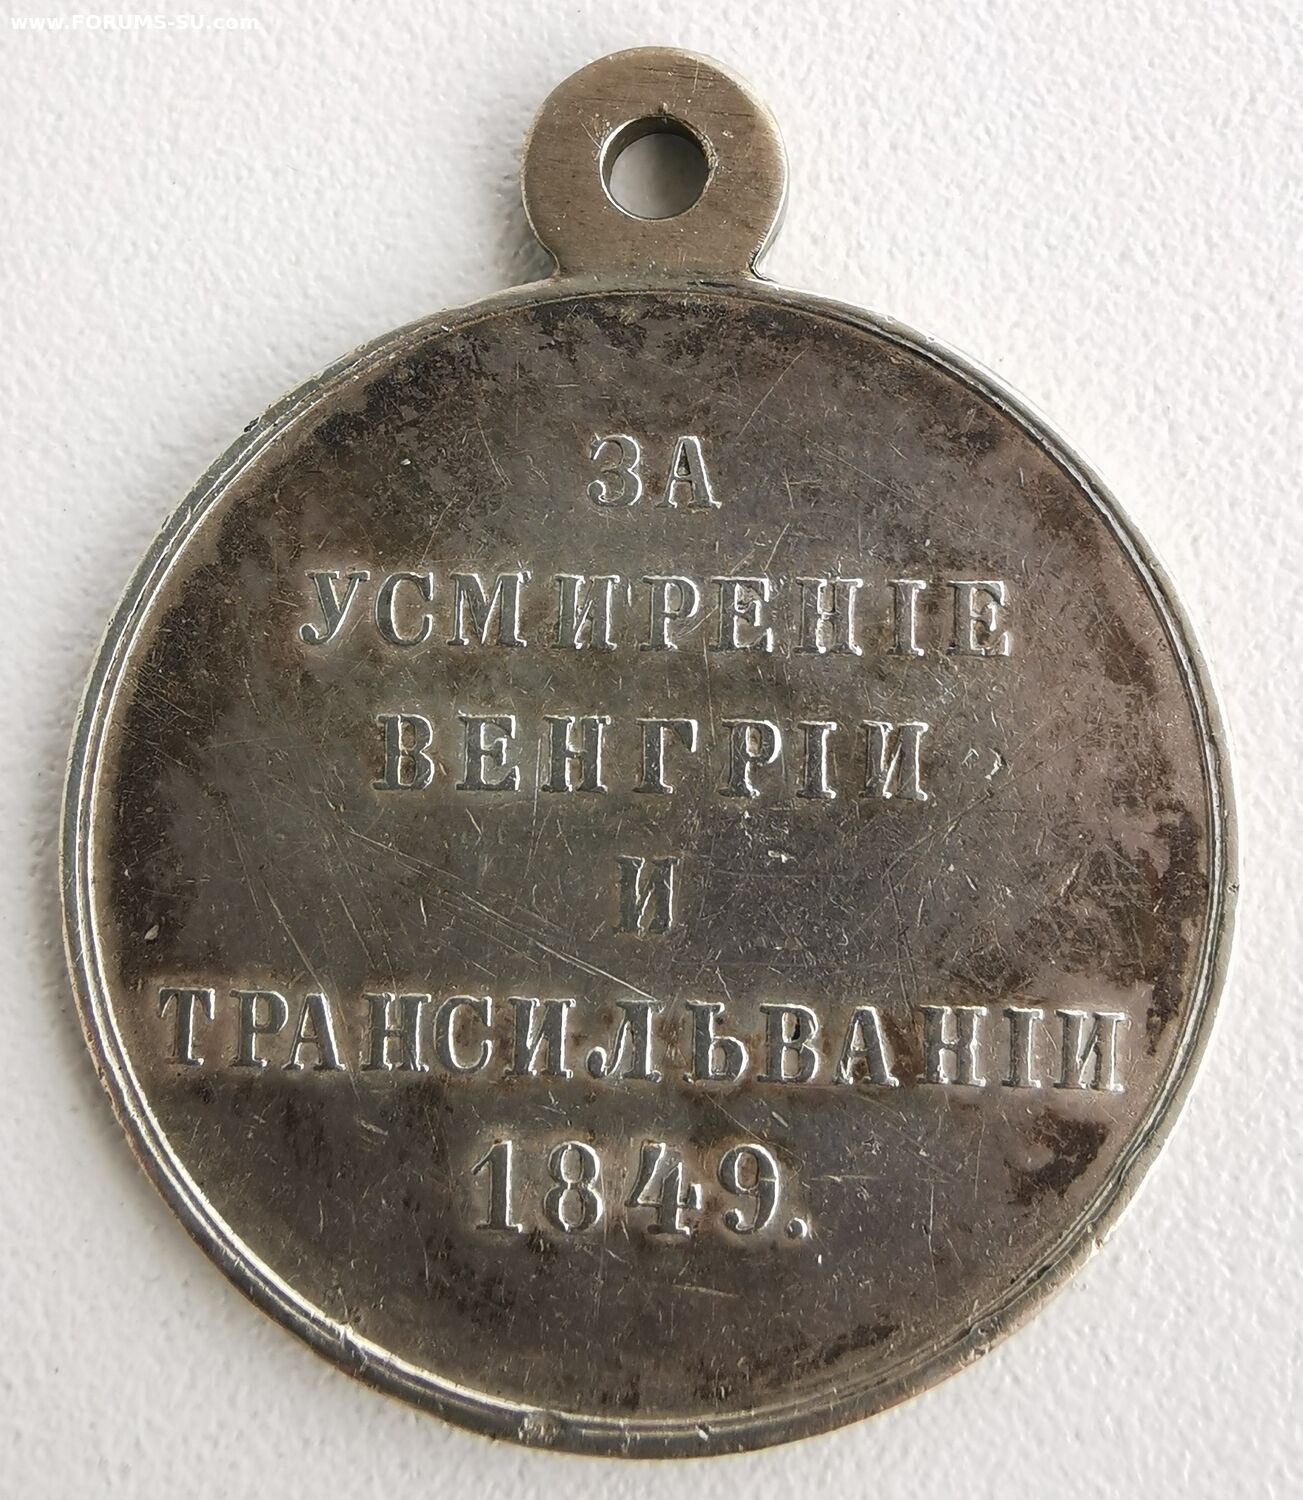 www.FORUMS-SU.com
ЗА
УСМИРЕНІЕ
ВЕНГРІИ
И
ТРАНСИЛЬВАНІИ
1849.